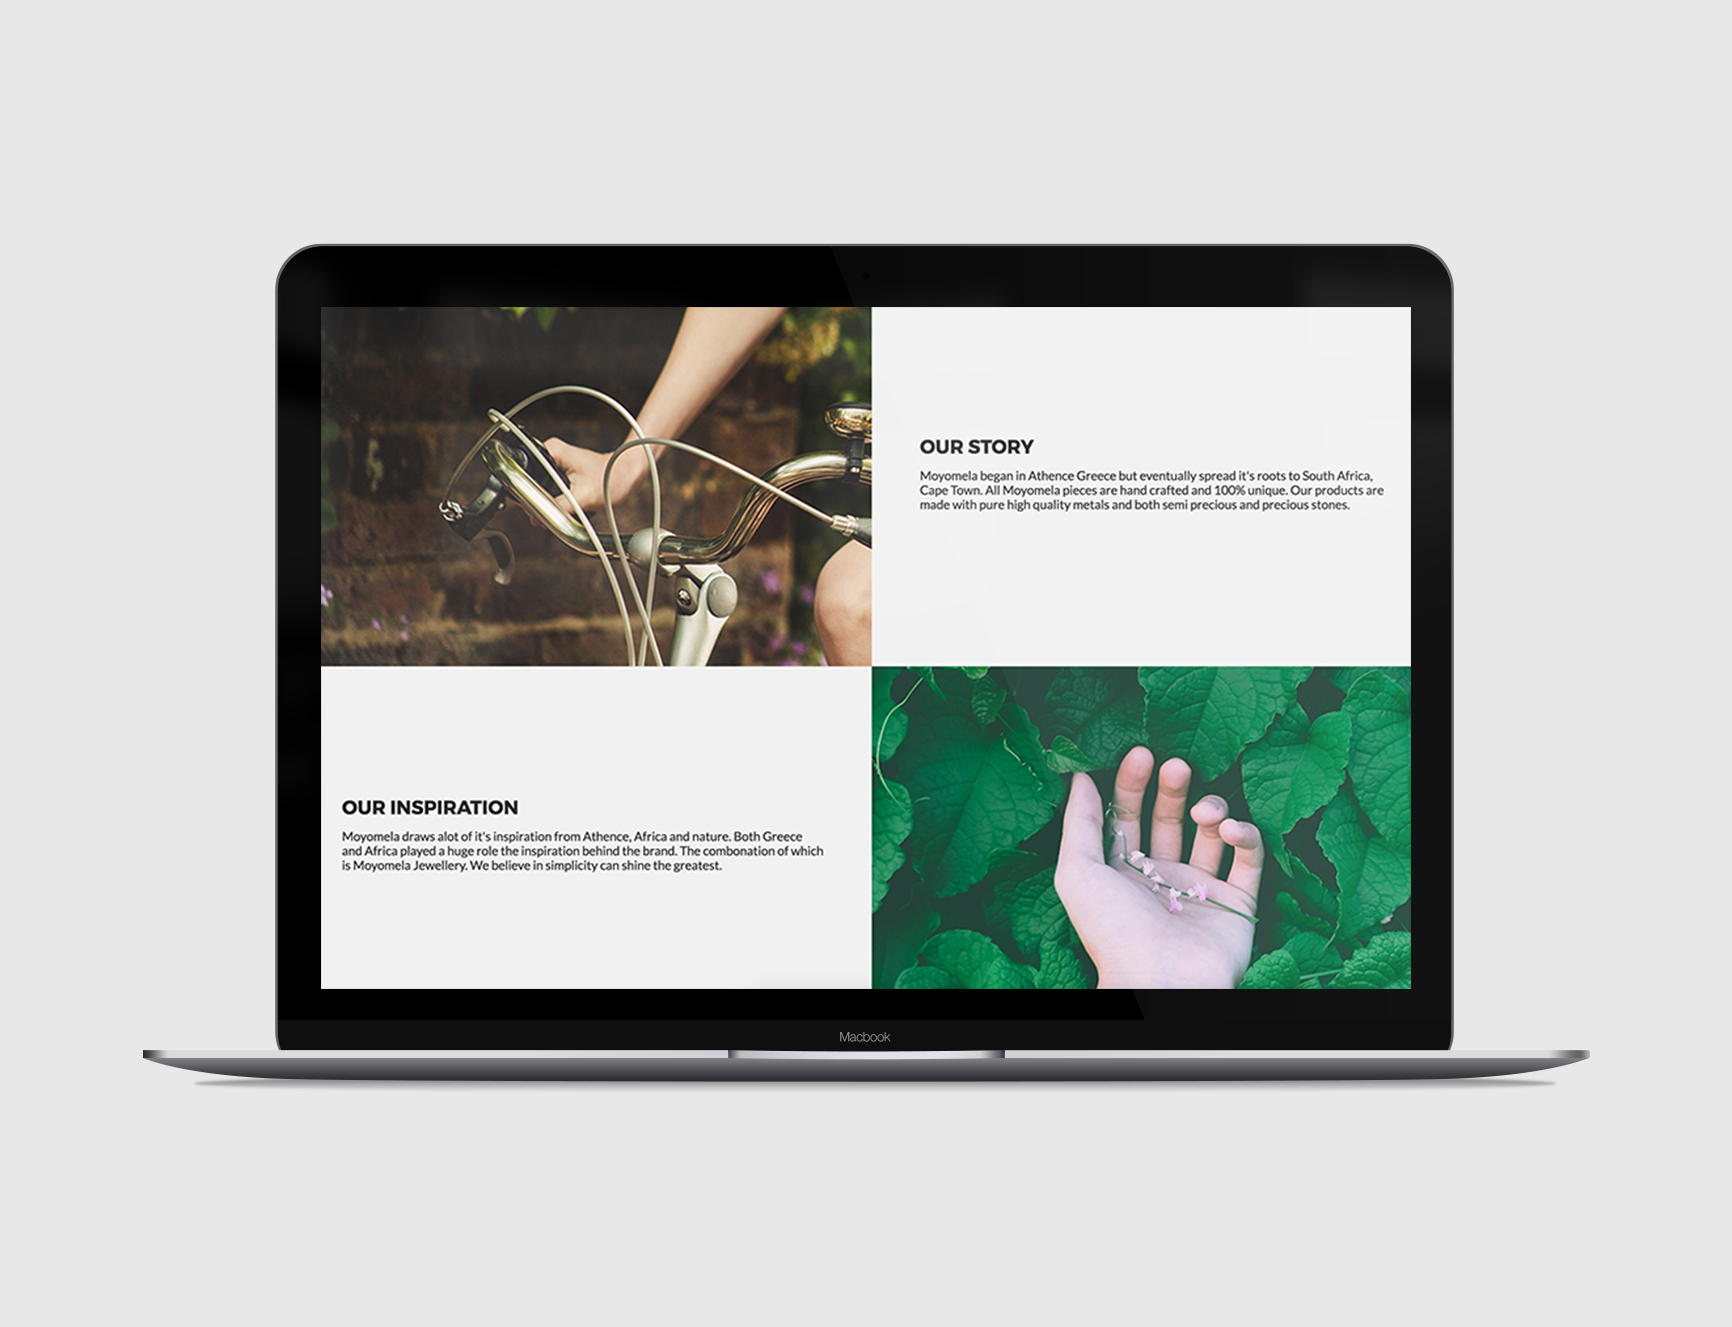 OUR STORY
Moyomela began in Athence Greece but eventually spread it's roots to South Africa,
Cape Town. All Moyomela pieces are hand crafted and 100% unique. Our products are
made with pure high quality metals and both semi precious and precious stones.
OUR INSPIRATION
Moyomela draws alot of it's inspiration from Athence, Africa and nature. Both Greece
and Africa played a huge role the inspiration behind the brand. The combonation of which
is Moyomela Jewellery. We believe in simplicity can shine the greatest.
Macbook